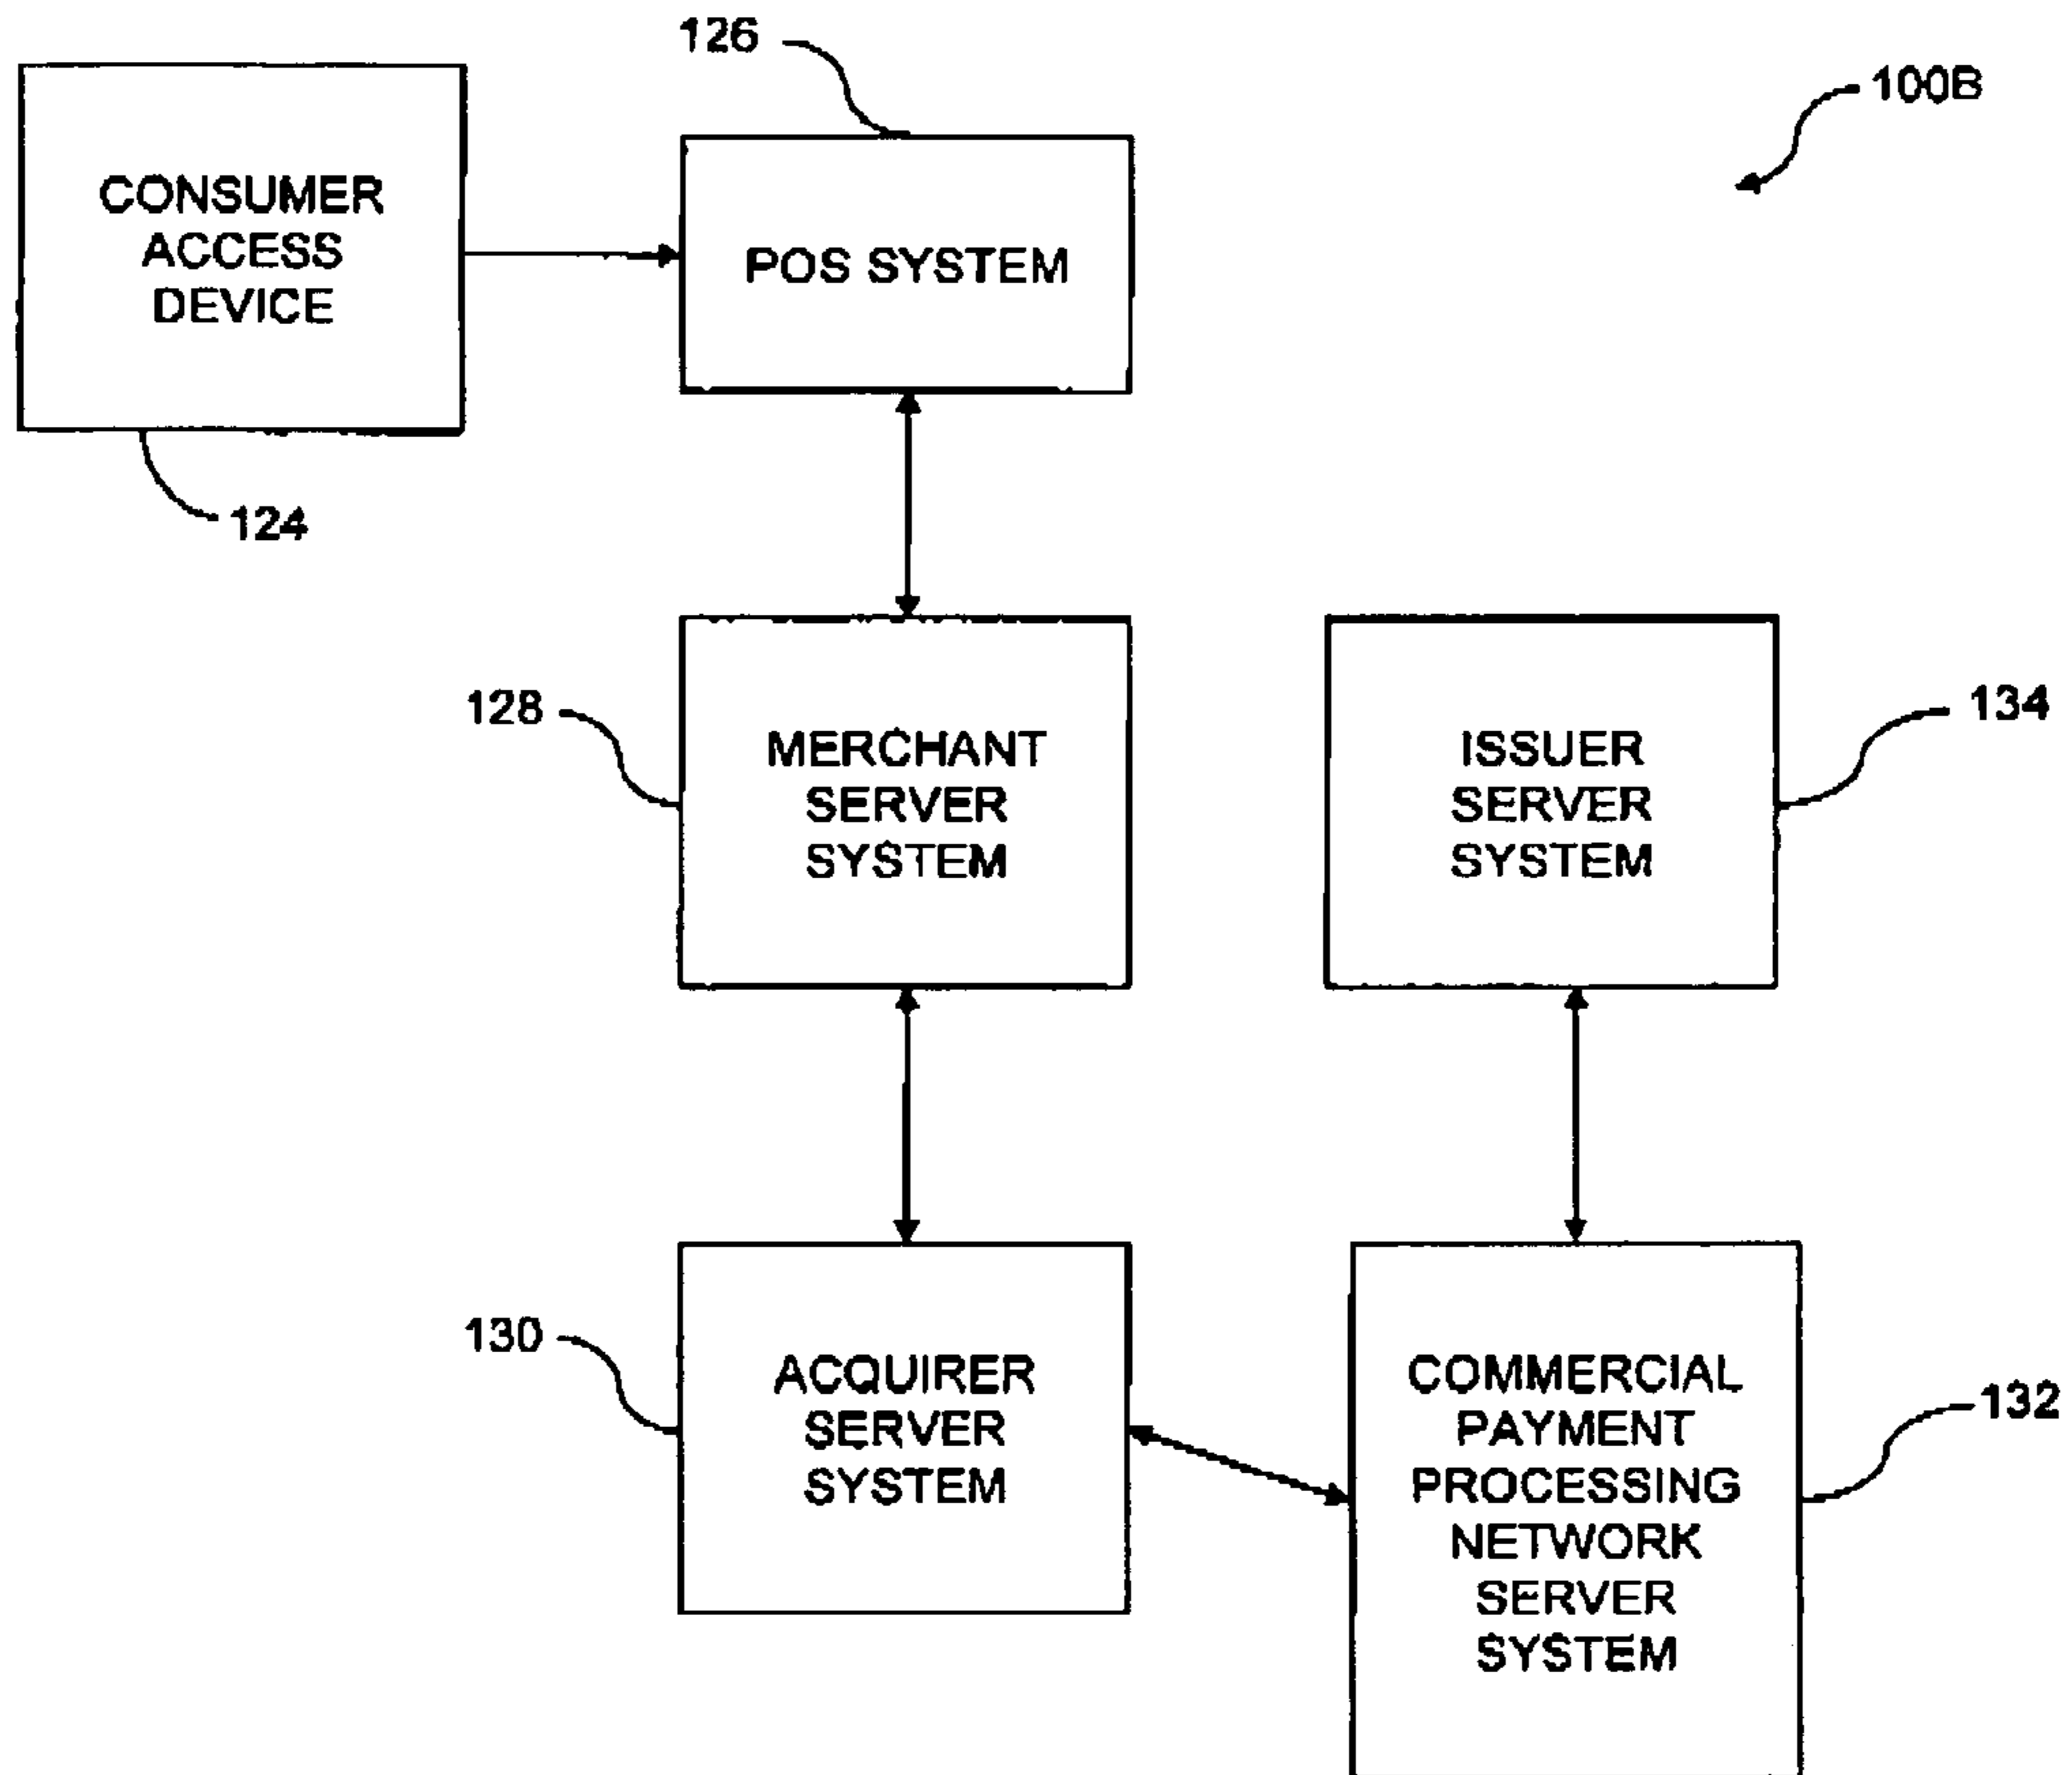 126
100B
CONSUMER
ACCESS
DEVICE
POS SYSTEM
124
128
MERCHANT
SERVER
SYSTEM
ISSUER
SERVER
SYSTEM
134
130
ACQUIRER
SERVER
SYSTEM
COMMERCIAL
PAYMENT
PROCESSING
NETWORK
SERVER
SYSTEM
132